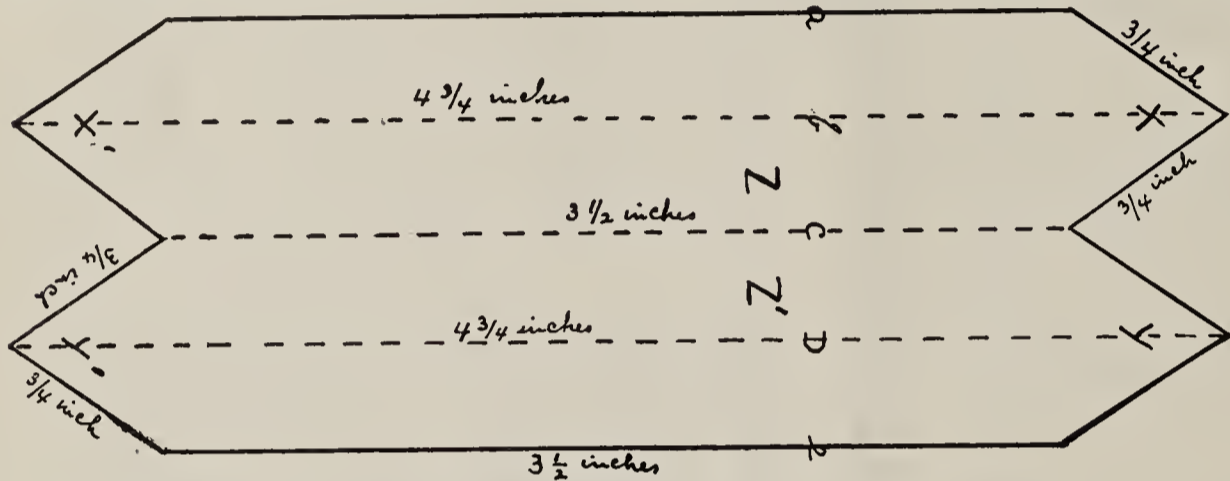 a
3/4 inch
4 3/4 inches
X'
b
X
Z
3/4 inch
3 1/2 inches
C
3/4 inch
Z'
4 3/4 inches
Y'
D
Y
3/4 inch
3 1/2 inches